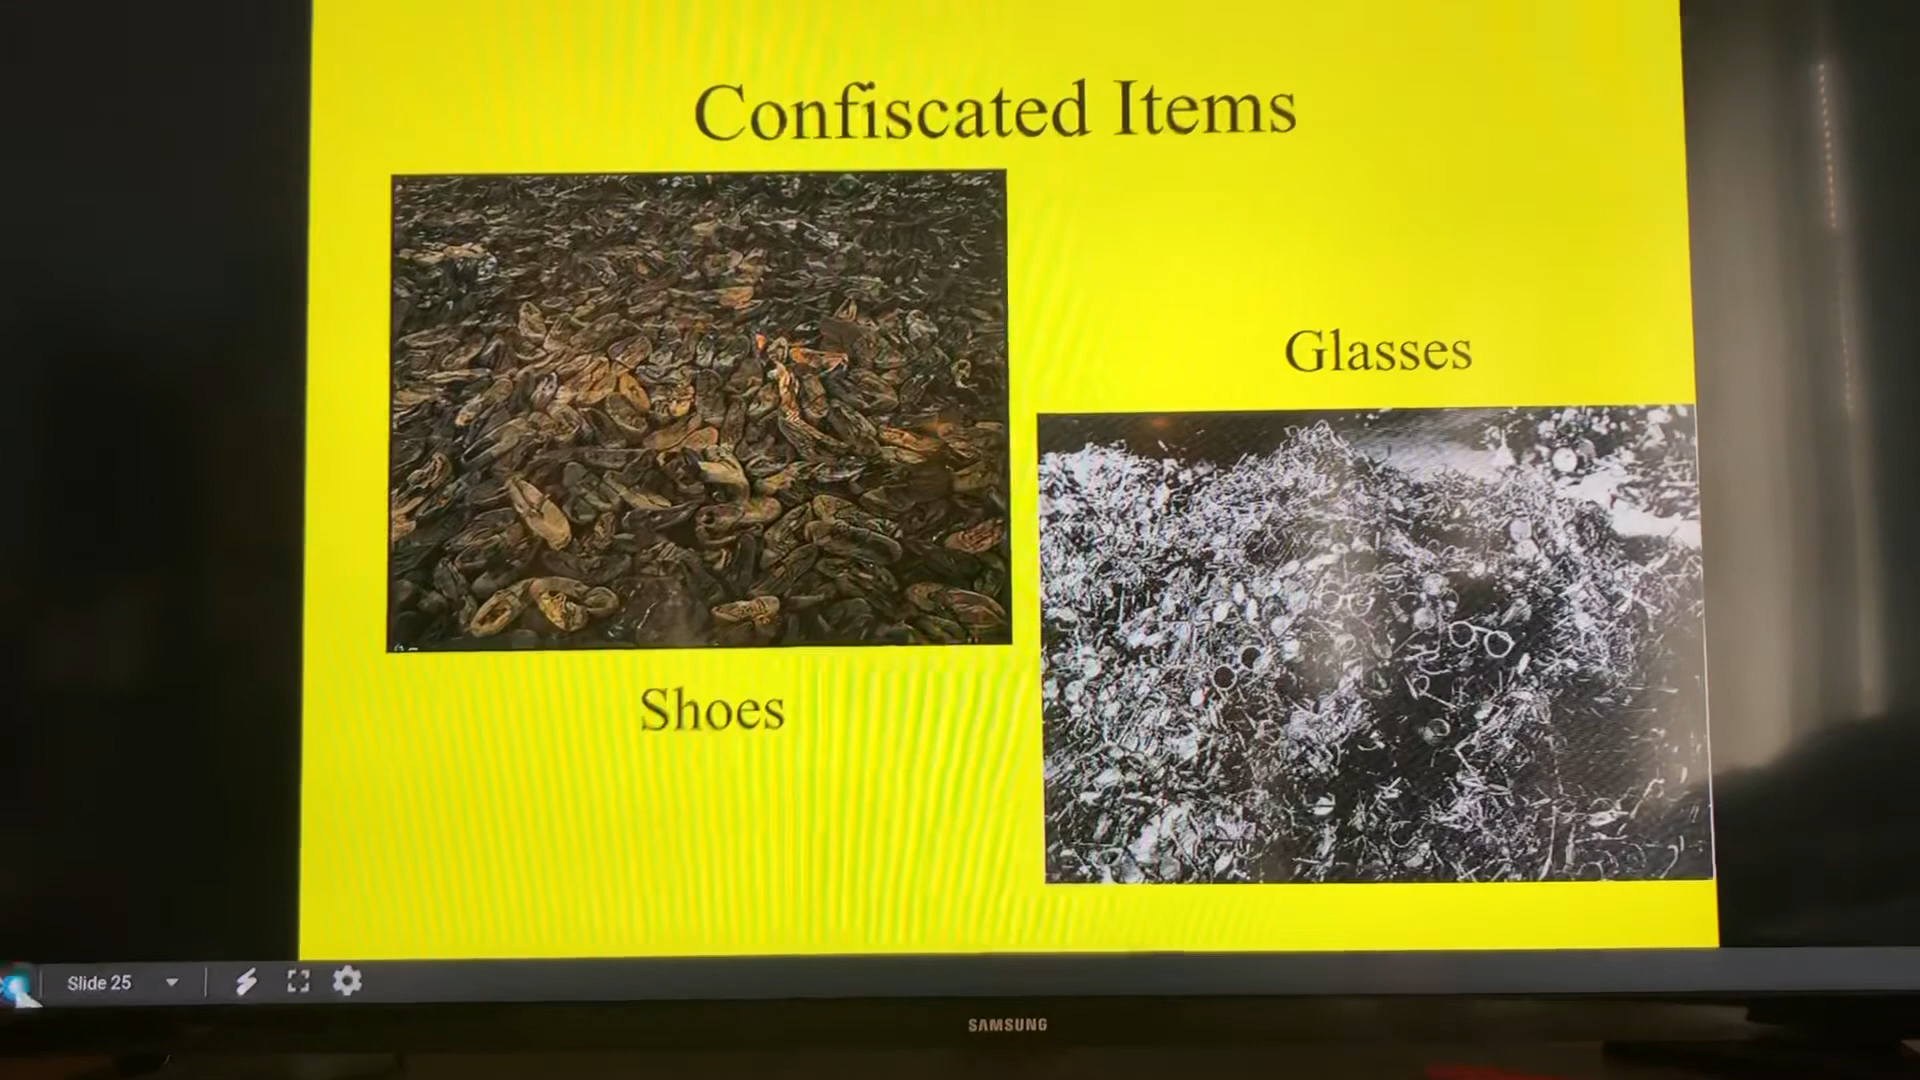 Confiscated Items
Glasses
Shoes
Slide 25
SAMSUNG